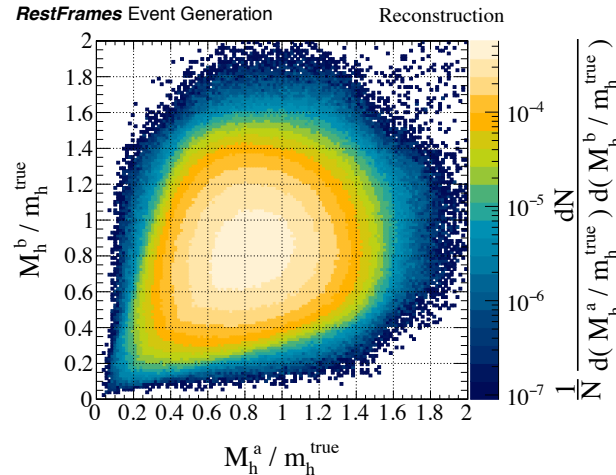 RestFrames Event Generation
Reconstruction
M_h^b / m_h^true
2
1.8
1.6
1.4
1.2
1
0.8
0.6
0.4
0.2
0
0 0.2 0.4 0.6 0.8 1 1.2 1.4 1.6 1.8 2
M_h^a / m_h^true
10^-4
10^-5
10^-6
10^-7
1/N dN / d( M_h^a / m_h^true ) d( M_h^b / m_h^true )